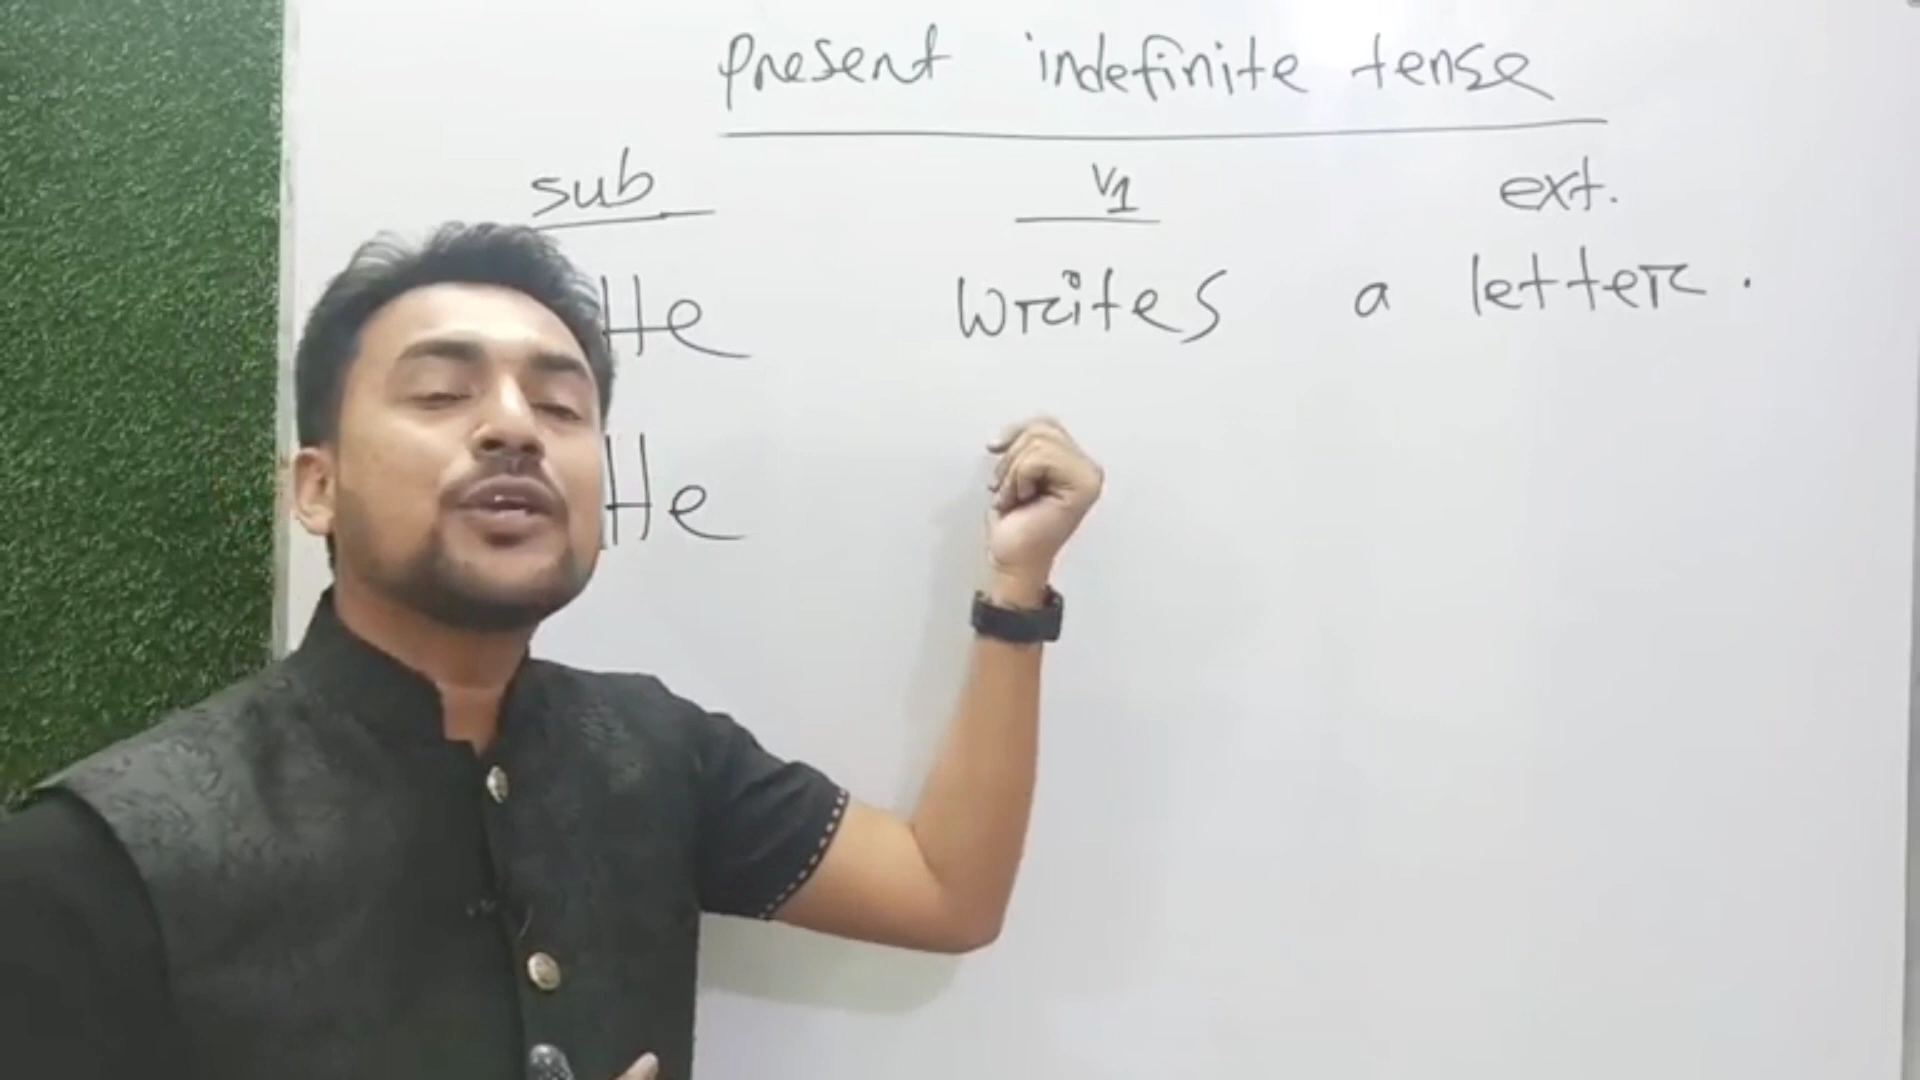 present indefinite tense
sub v1 ext.
He writes a letter.
He